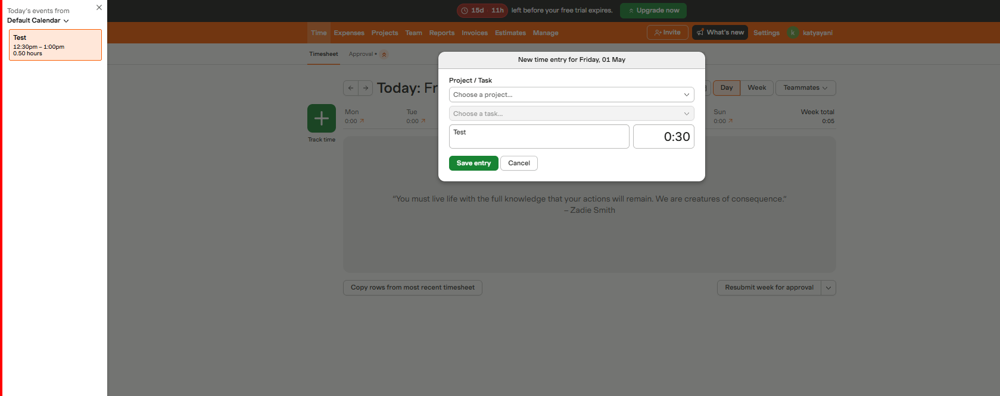 Today's events from
Default Calendar
Test
12:30pm – 1:00pm
0.50 hours
15d 11h left before your free trial expires.
Upgrade now
Time Expenses Projects Team Reports Invoices Estimates Manage
Invite
What's new
Settings
k
katyayani
Timesheet
Approval
New time entry for Friday, 01 May
Project / Task
Choose a project...
Choose a task...
Test
0:30
Save entry
Cancel
Today: Fr
Day
Week
Teammates
Track time
Mon
0:00
Tue
0:00
Sun
0:00
Week total
0:05
"You must live life with the full knowledge that your actions will remain. We are creatures of consequence."
– Zadie Smith
Copy rows from most recent timesheet
Resubmit week for approval